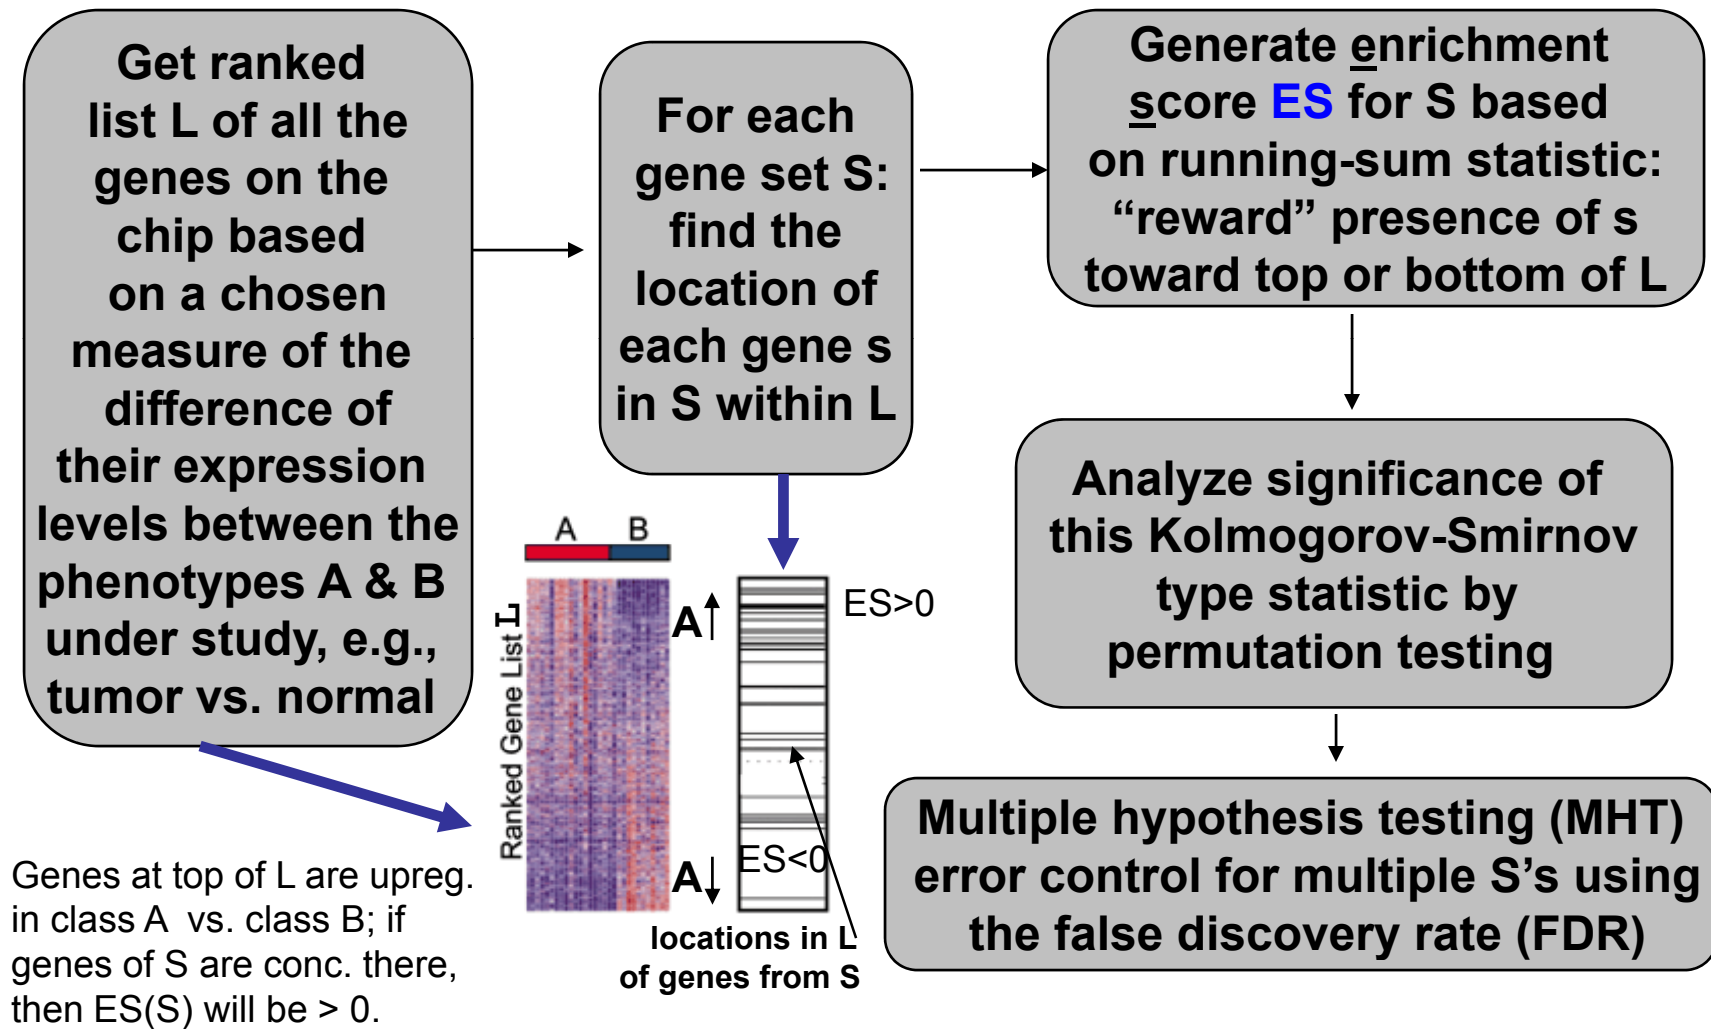 Get ranked
list L of all the
genes on the
chip based
on a chosen
measure of the
difference of
their expression
levels between the
phenotypes A & B
under study, e.g.,
tumor vs. normal
For each
gene set S:
find the
location of
each gene s
in S within L
Generate enrichment
score ES for S based
on running-sum statistic:
“reward” presence of s
toward top or bottom of L
Analyze significance of
this Kolmogorov-Smirnov
type statistic by
permutation testing
Multiple hypothesis testing (MHT)
error control for multiple S’s using
the false discovery rate (FDR)
A B
Ranked Gene List L
A
ES>0
A
ES<0
locations in L
of genes from S
Genes at top of L are upreg.
in class A vs. class B; if
genes of S are conc. there,
then ES(S) will be > 0.